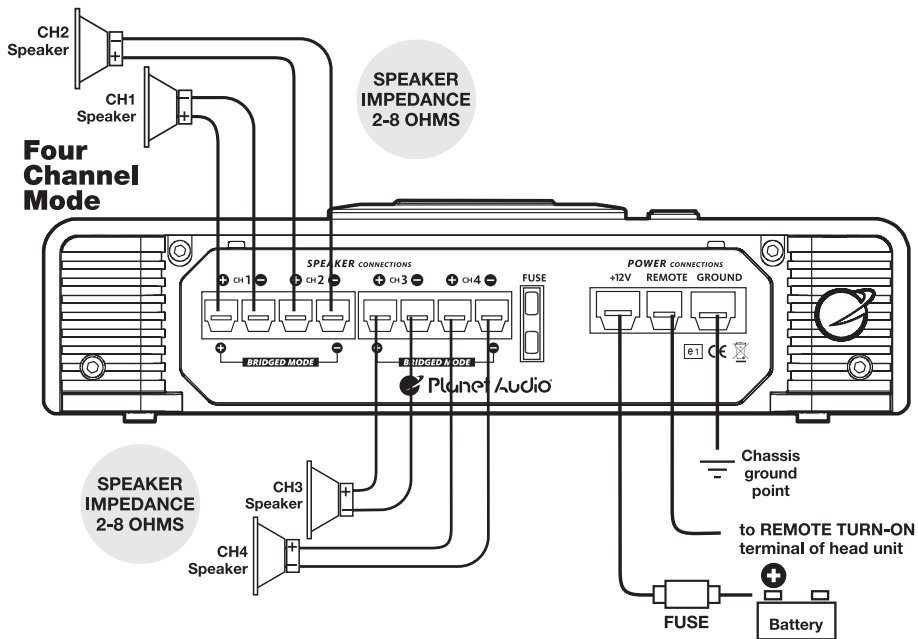 CH2
Speaker
CH1
Speaker
SPEAKER
IMPEDANCE
2-8 OHMS
Four
Channel
Mode
SPEAKER CONNECTIONS
+ CH 1 − + CH 2 − + CH 3 − + CH 4 −
FUSE
POWER CONNECTIONS
+12V REMOTE GROUND
+ BRIDGED MODE −
+ BRIDGED MODE −
e1 CE
Planet Audio
SPEAKER
IMPEDANCE
2-8 OHMS
CH3
Speaker
CH4
Speaker
Chassis
ground
point
to REMOTE TURN-ON
terminal of head unit
FUSE
Battery